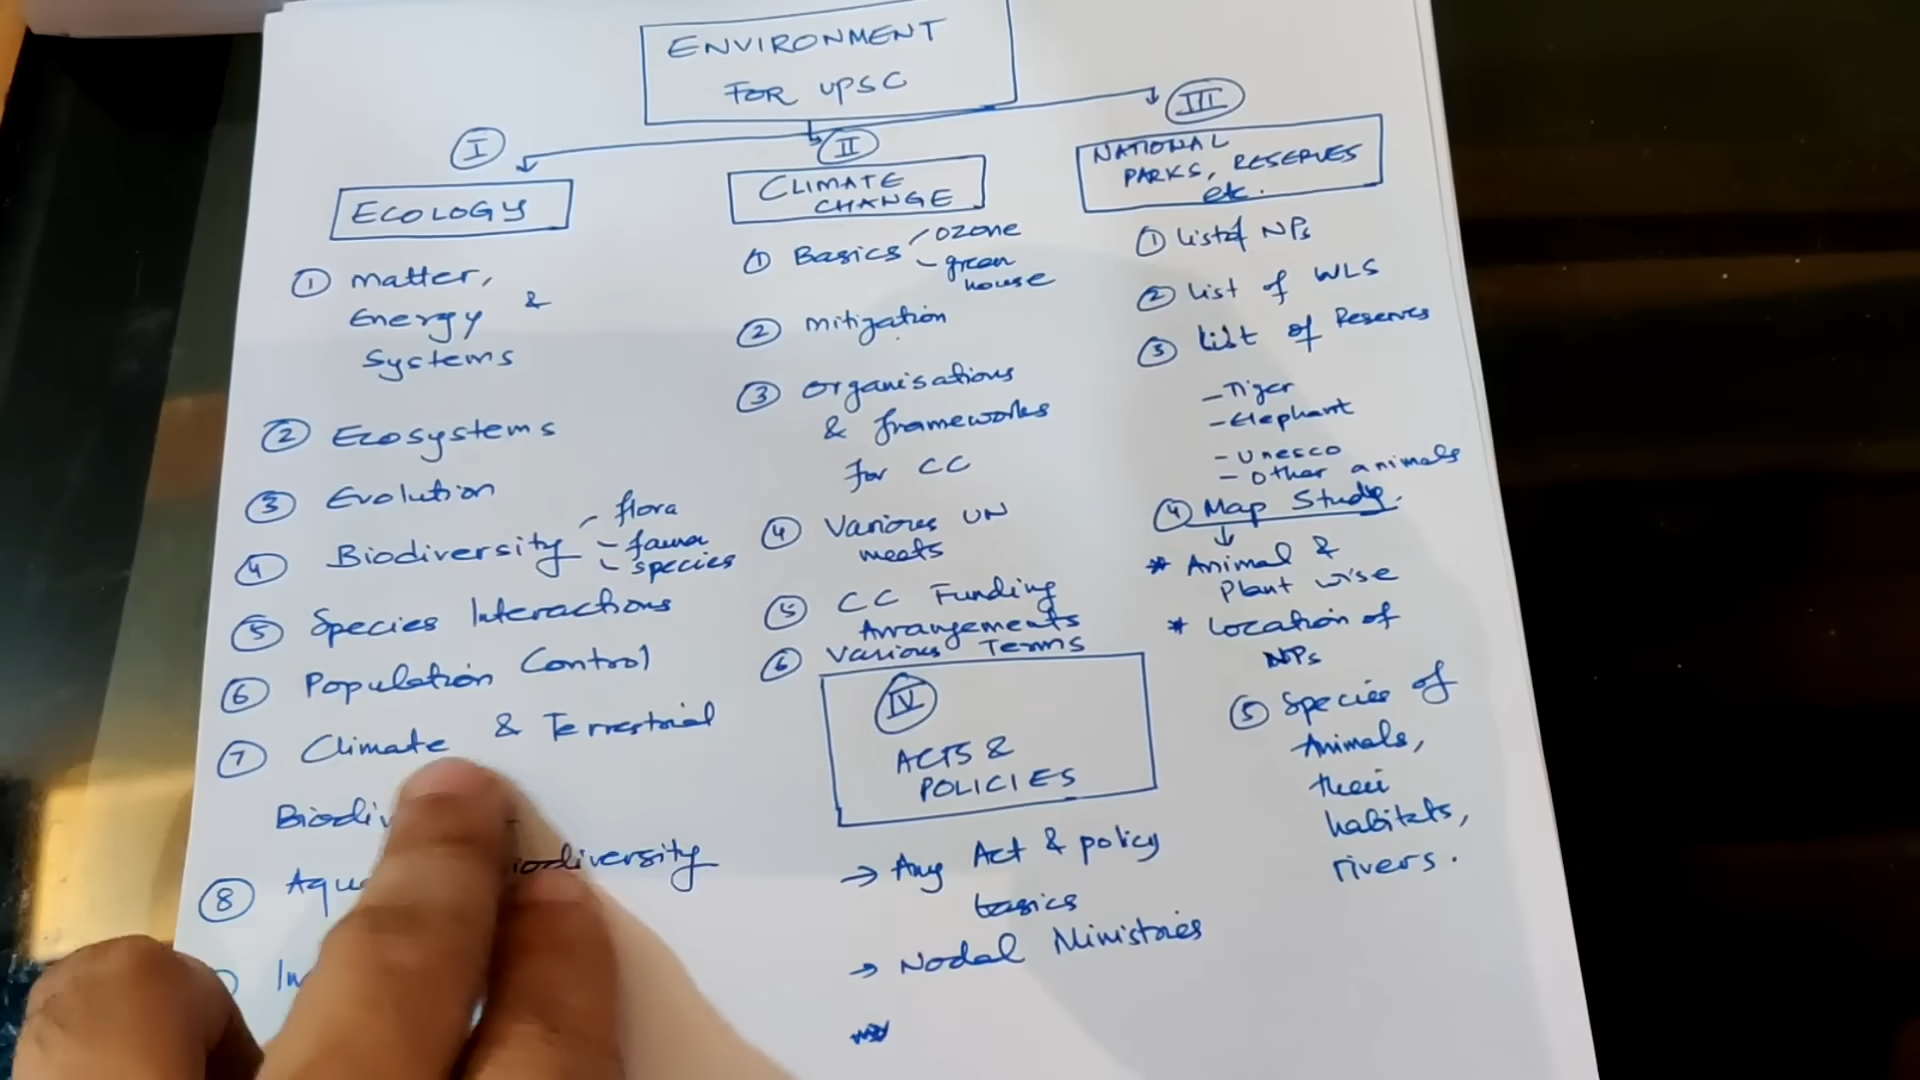 ENVIRONMENT
FOR UPSC
I
ECOLOGY
1 matter,
Energy &
Systems
2 Ecosystems
3 Evolution
4 Biodiversity - flora
- fauna
- species
5 Species Interactions
6 Population Control
7 Climate & Terrestrial
8
II
CLIMATE
CHANGE
1 Basics - Ozone
- green
house
2 Mitigation
3 Organisations
& frameworks
for CC
4 Various UN
meets
5 CC Funding
Arrangements
6 Various Terms
IV
ACTS &
POLICIES
→ Any Act & policy
basics
→ Nodal Ministries
III
NATIONAL
PARKS, RESERVES
etc.
1 List of NPs
2 List of WLS
3 List of Reserves
- Tiger
- Elephant
- Unesco
- Other animals
4 Map Study.
* Animal &
Plant wise
* Location of
NPs
5 Species of
Animals,
their
habitats,
rivers.